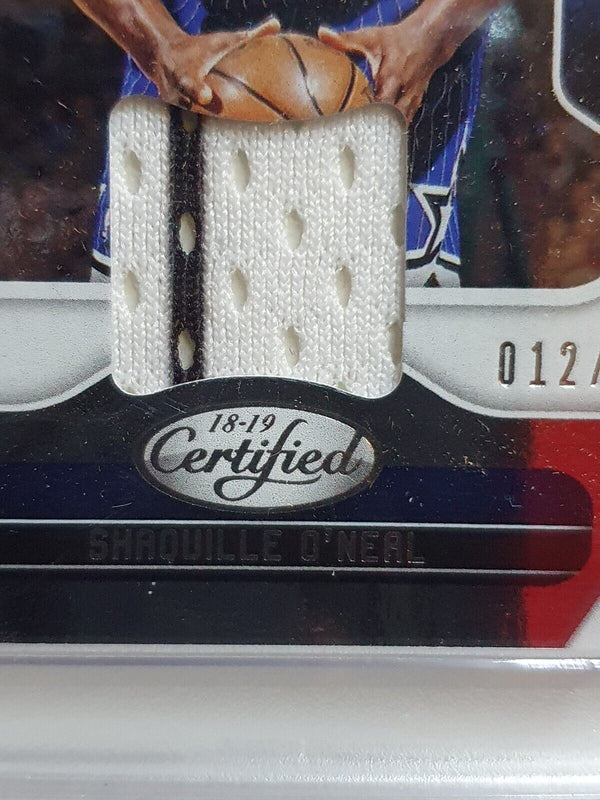 012/
18-19
Certified
SHAQUILLE O'NEAL